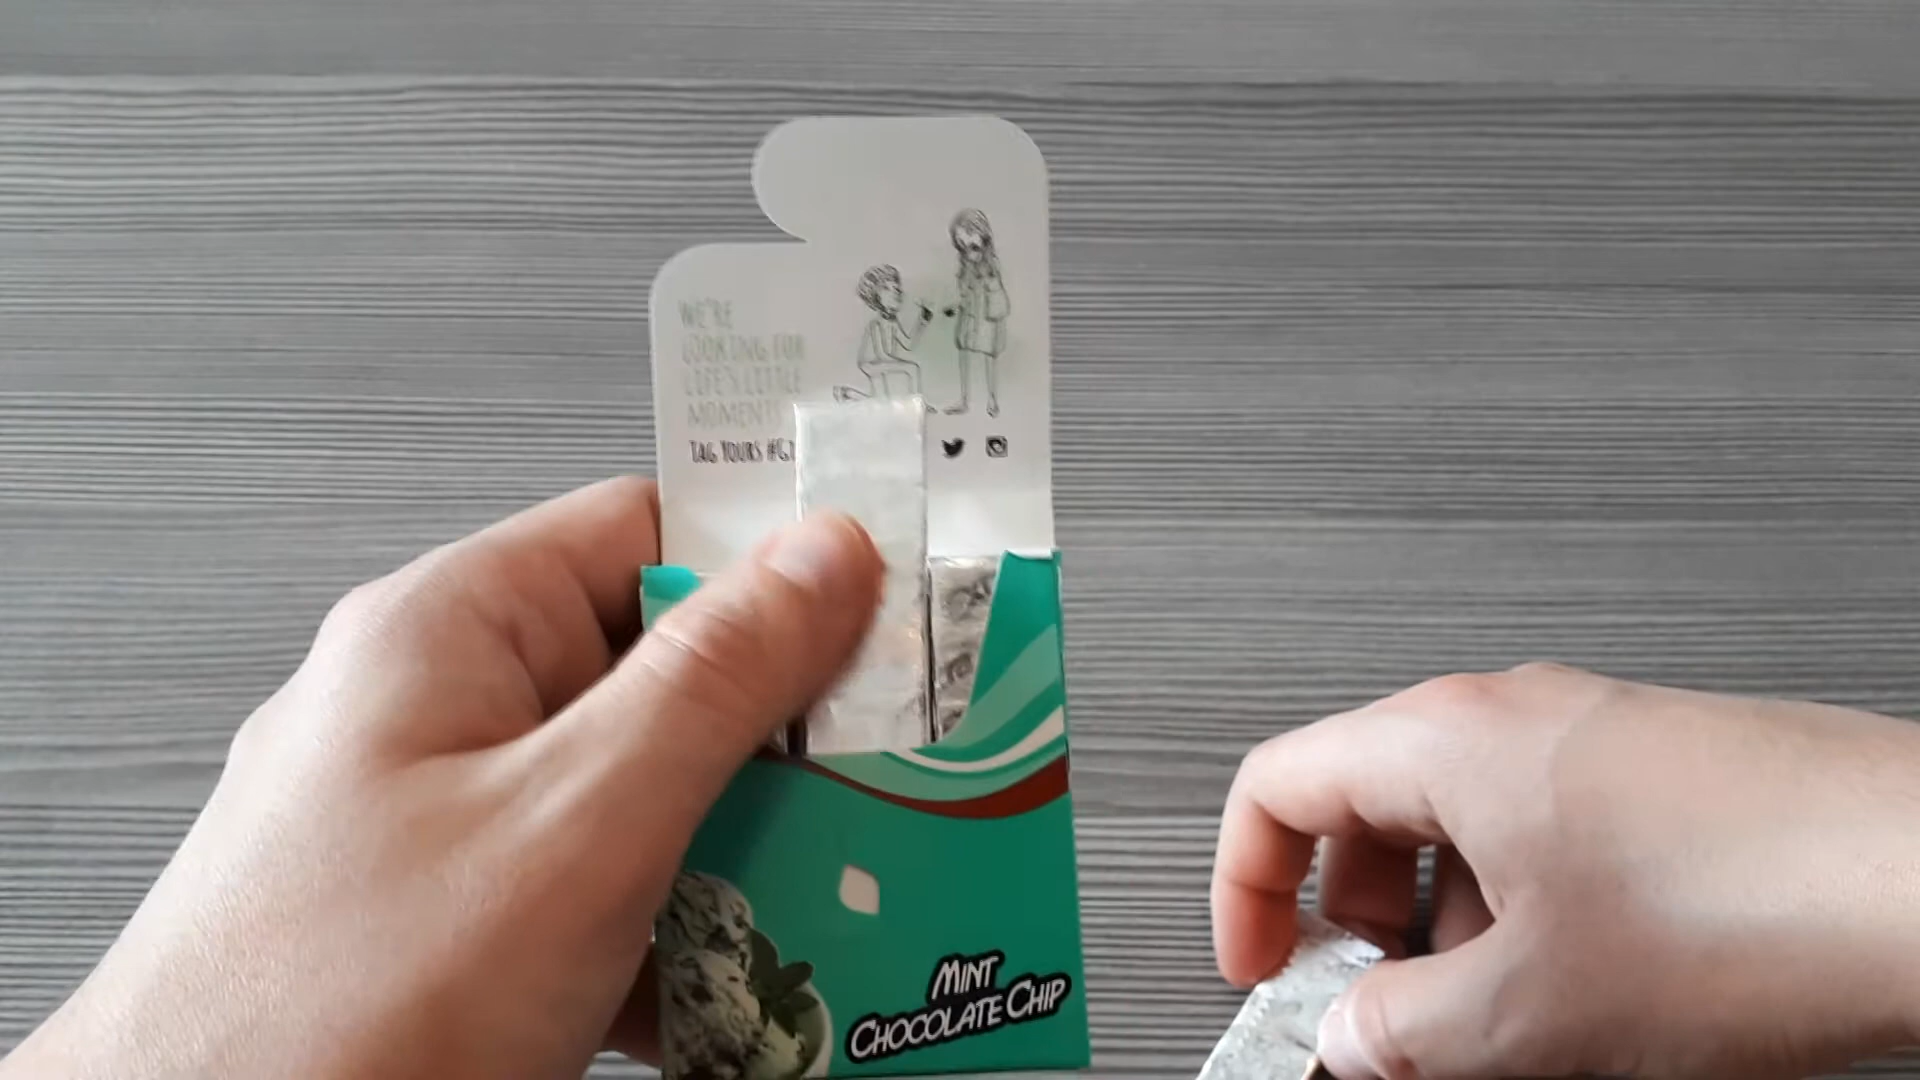 WE'RE
LOOKING FOR
LIFE'S LITTLE
MOMENTS
TAG YOURS
MINT
CHOCOLATE CHIP